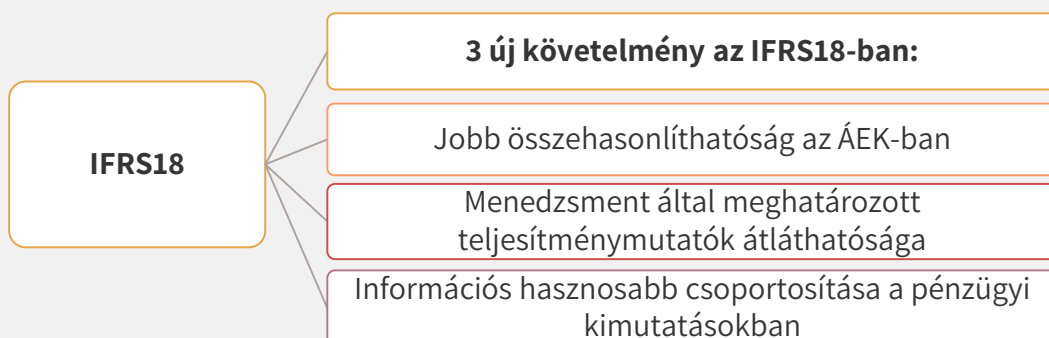 IFRS18
3 új követelmény az IFRS18-ban:
Jobb összehasonlíthatóság az ÁEK-ban
Menedzsment által meghatározott
teljesítménymutatók átláthatósága
Információs hasznosabb csoportosítása a pénzügyi
kimutatásokban